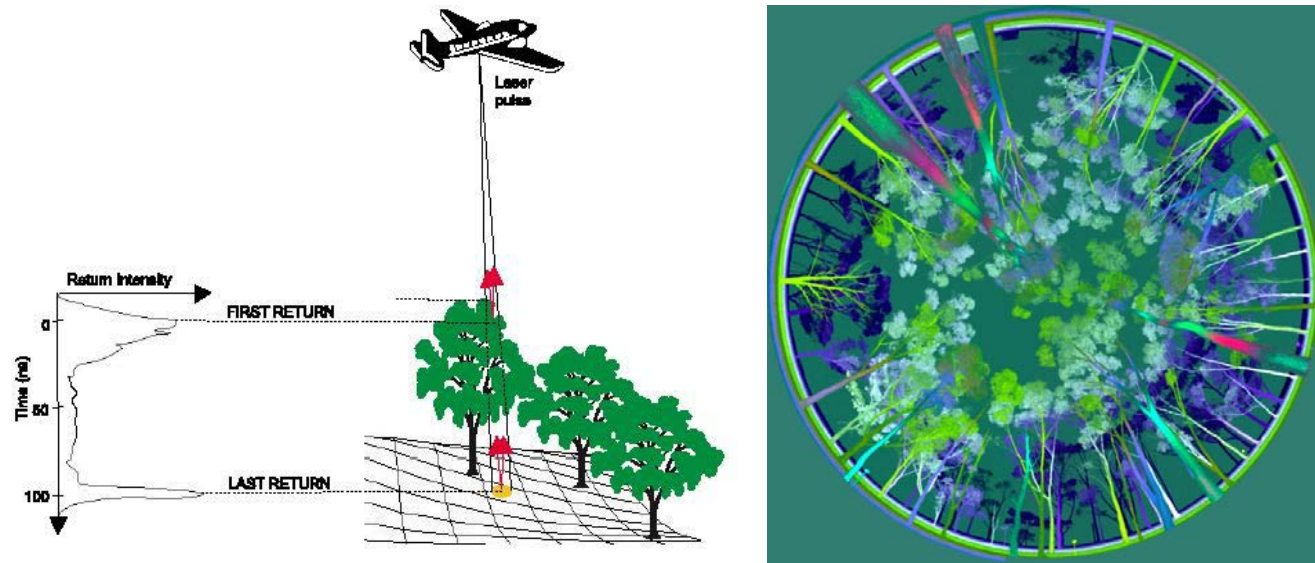 Laser
pulse
Return Intensity
FIRST RETURN
0
Time (ns)
50
LAST RETURN
100